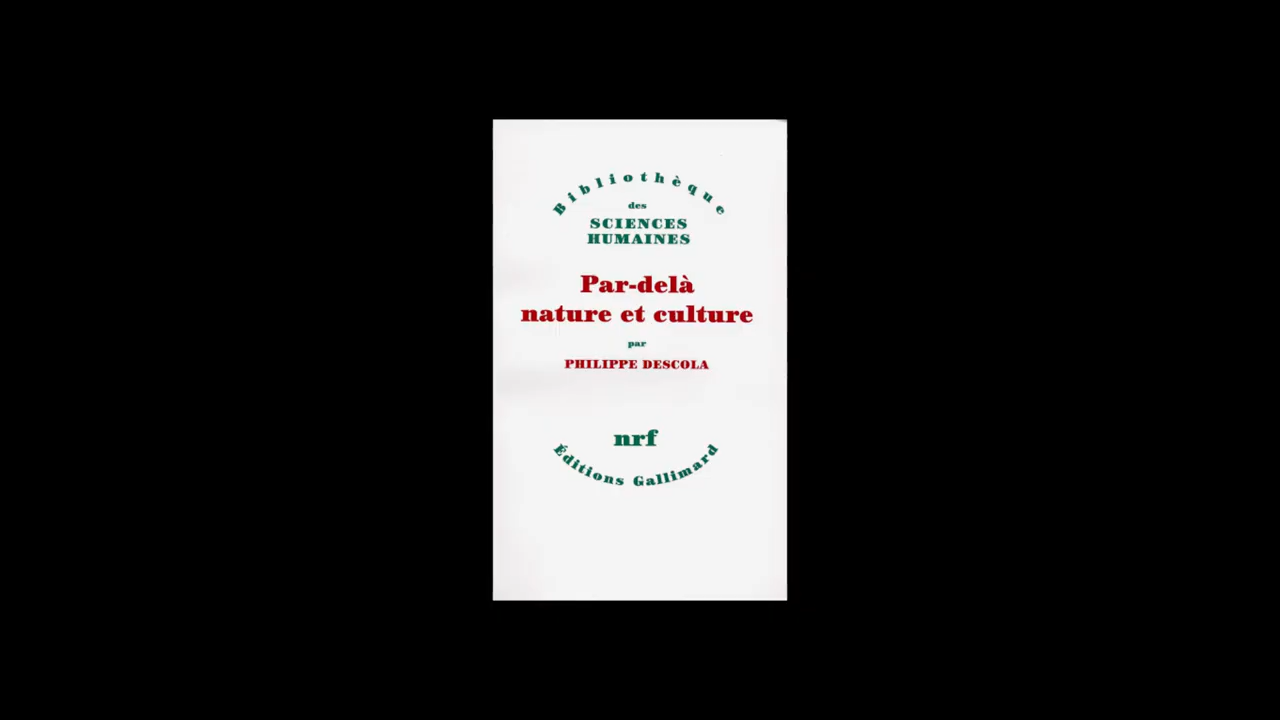 Bibliothèque
des
SCIENCES
HUMAINES
Par-delà
nature et culture
par
PHILIPPE DESCOLA
nrf
Éditions Gallimard